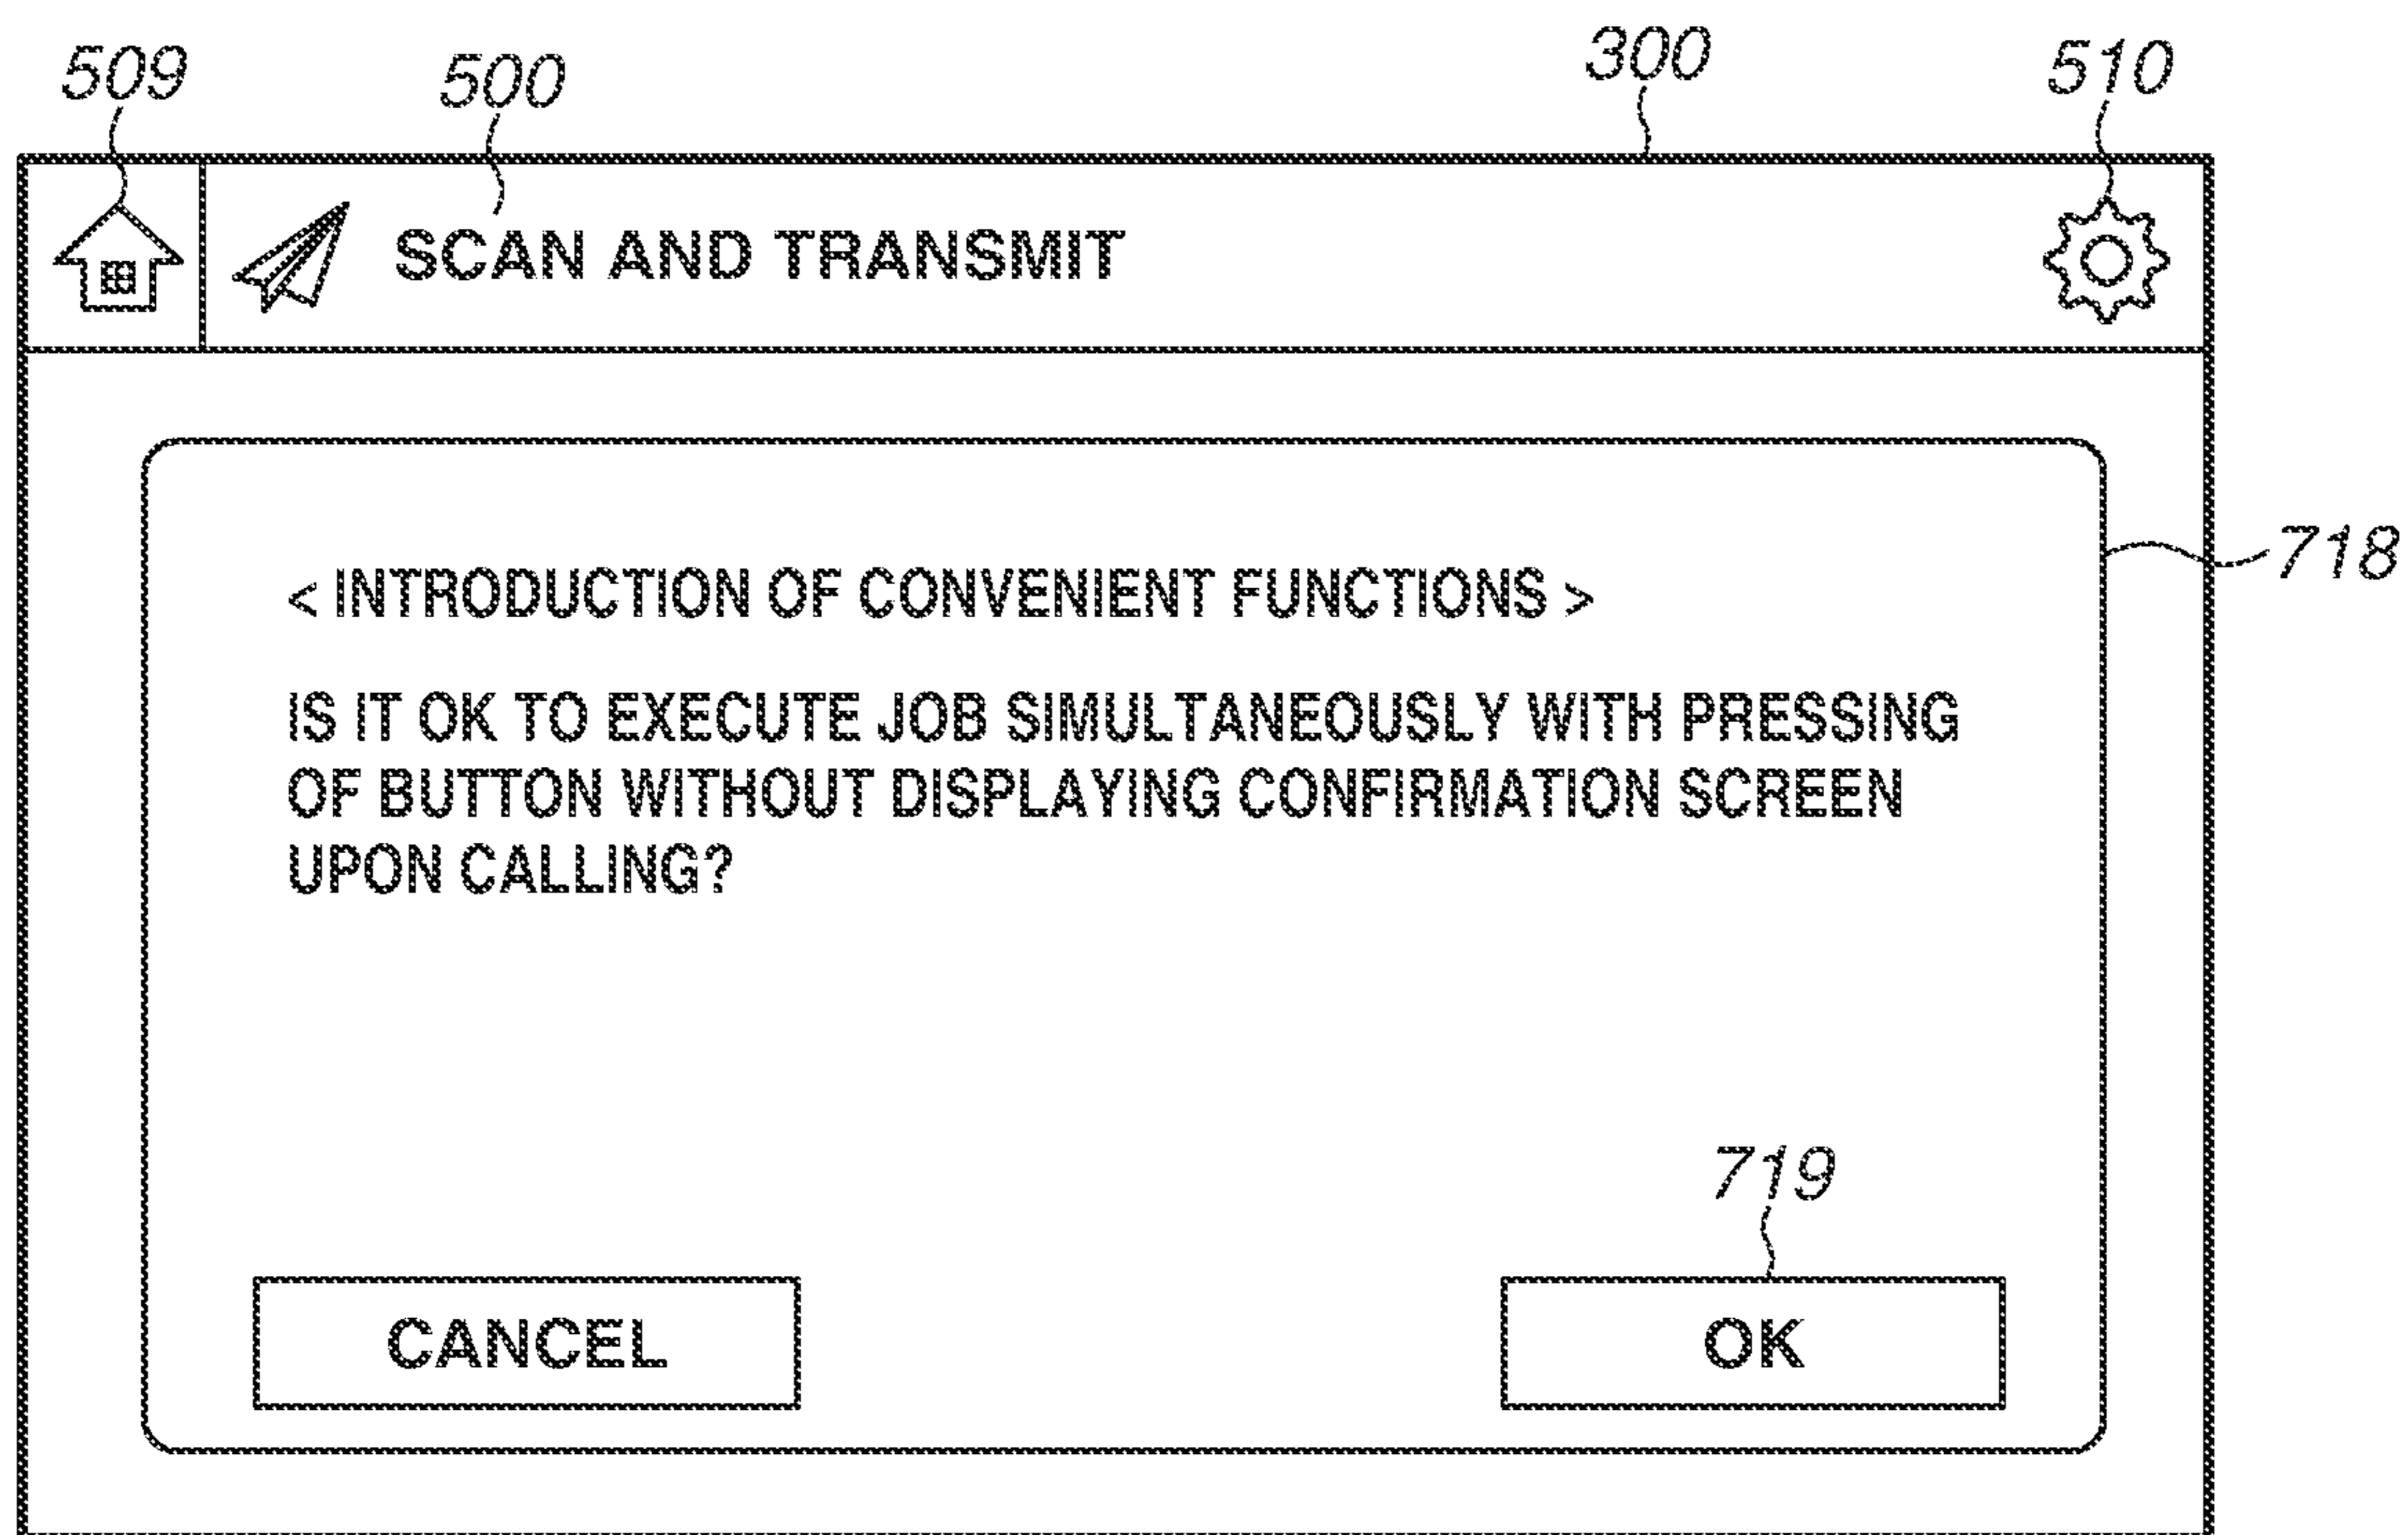 509 500 300 510
SCAN AND TRANSMIT
718
< INTRODUCTION OF CONVENIENT FUNCTIONS >
IS IT OK TO EXECUTE JOB SIMULTANEOUSLY WITH PRESSING
OF BUTTON WITHOUT DISPLAYING CONFIRMATION SCREEN
UPON CALLING?
719
CANCEL OK